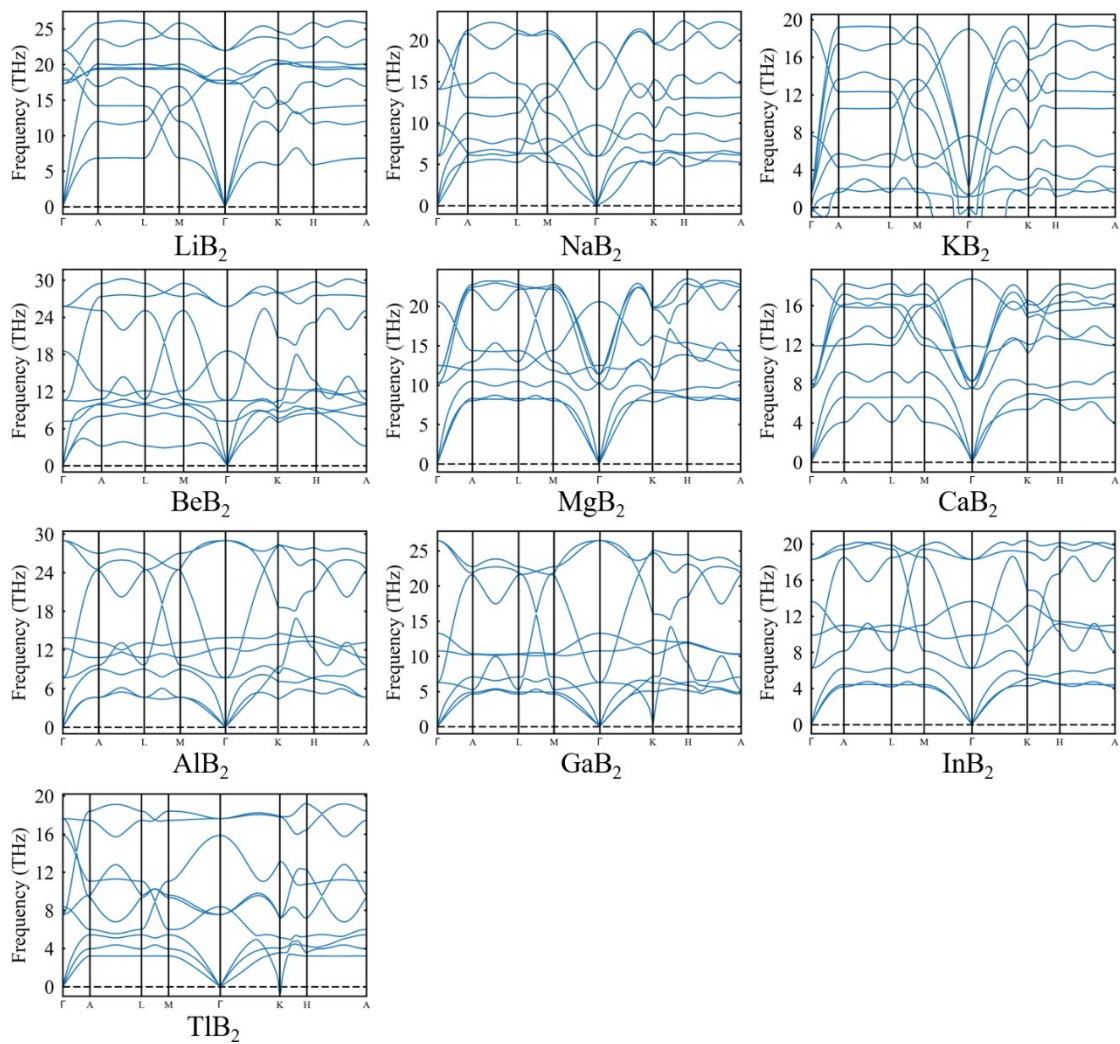 Frequency (THz)
25
20
15
10
5
0
Γ A L M Γ K H A
LiB₂
Frequency (THz)
20
15
10
5
0
Γ A L M Γ K H A
NaB₂
Frequency (THz)
20
16
12
8
4
0
Γ A L M Γ K H A
KB₂
Frequency (THz)
30
24
18
12
6
0
Γ A L M Γ K H A
BeB₂
Frequency (THz)
20
15
10
5
0
Γ A L M Γ K H A
MgB₂
Frequency (THz)
16
12
8
4
0
Γ A L M Γ K H A
CaB₂
Frequency (THz)
30
24
18
12
6
0
Γ A L M Γ K H A
AlB₂
Frequency (THz)
25
20
15
10
5
0
Γ A L M Γ K H A
GaB₂
Frequency (THz)
20
16
12
8
4
0
Γ A L M Γ K H A
InB₂
Frequency (THz)
20
16
12
8
4
0
Γ A L M Γ K H A
TlB₂